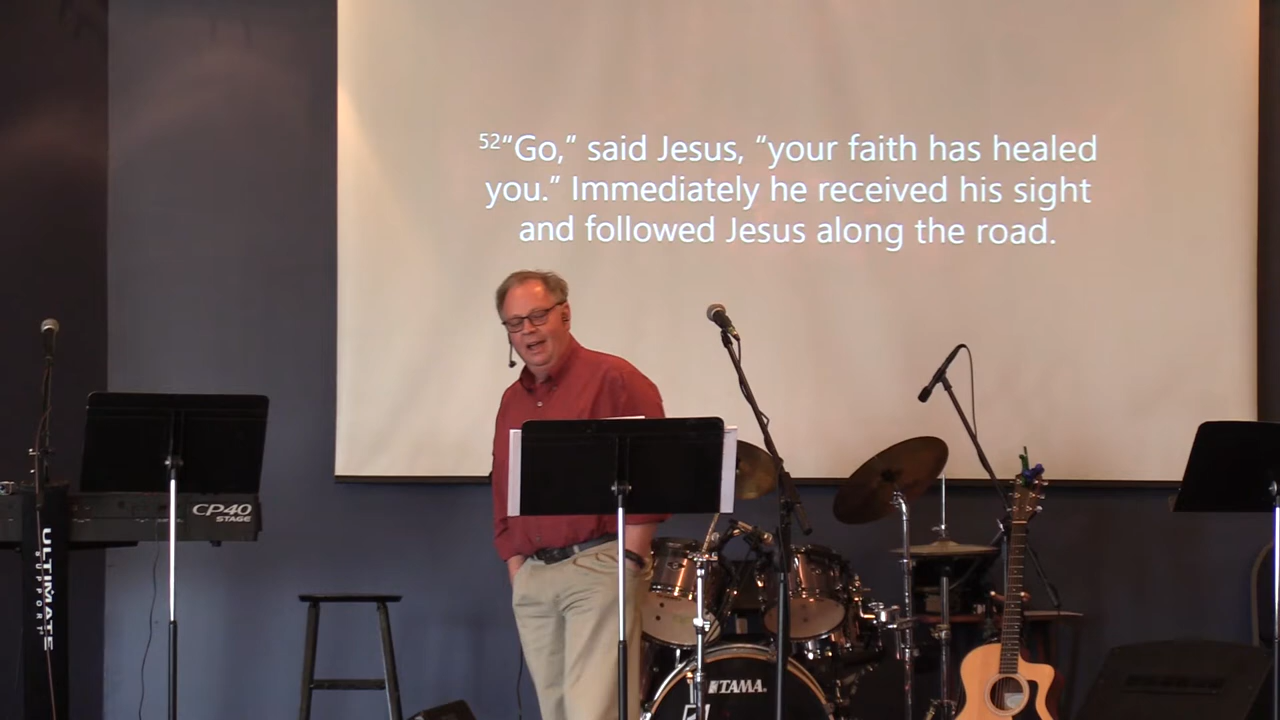 52“Go,” said Jesus, “your faith has healed
you.” Immediately he received his sight
and followed Jesus along the road.
CP40
STAGE
ULTIMATE
SUPPORT
TAMA